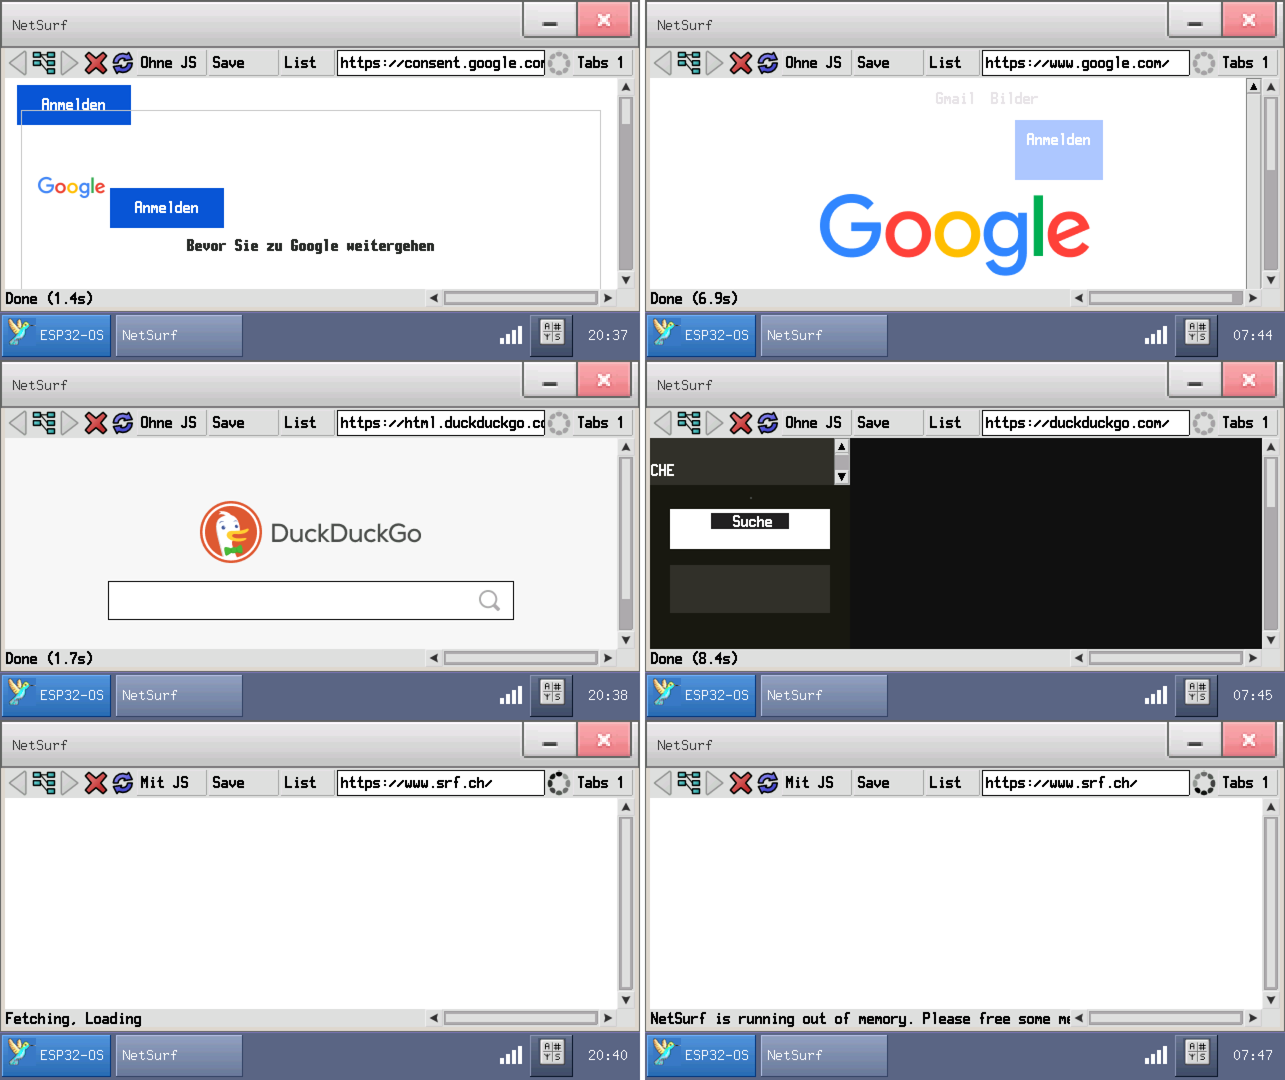 NetSurf
Ohne JS Save List https://consent.google.com Tabs 1
Anmelden
Google
Anmelden
Bevor Sie zu Google weitergehen
Done (1.4s)
ESP32-OS NetSurf 20:37
NetSurf
Ohne JS Save List https://www.google.com/ Tabs 1
Gmail Bilder
Anmelden
Google
Done (6.9s)
ESP32-OS NetSurf 07:44
NetSurf
Ohne JS Save List https://html.duckduckgo.co Tabs 1
DuckDuckGo
Done (1.7s)
ESP32-OS NetSurf 20:38
NetSurf
Ohne JS Save List https://duckduckgo.com/ Tabs 1
CHE
Suche
Done (8.4s)
ESP32-OS NetSurf 07:45
NetSurf
Mit JS Save List https://www.srf.ch/ Tabs 1
Fetching, Loading
ESP32-OS NetSurf 20:40
NetSurf
Mit JS Save List https://www.srf.ch/ Tabs 1
NetSurf is running out of memory. Please free some me
ESP32-OS NetSurf 07:47